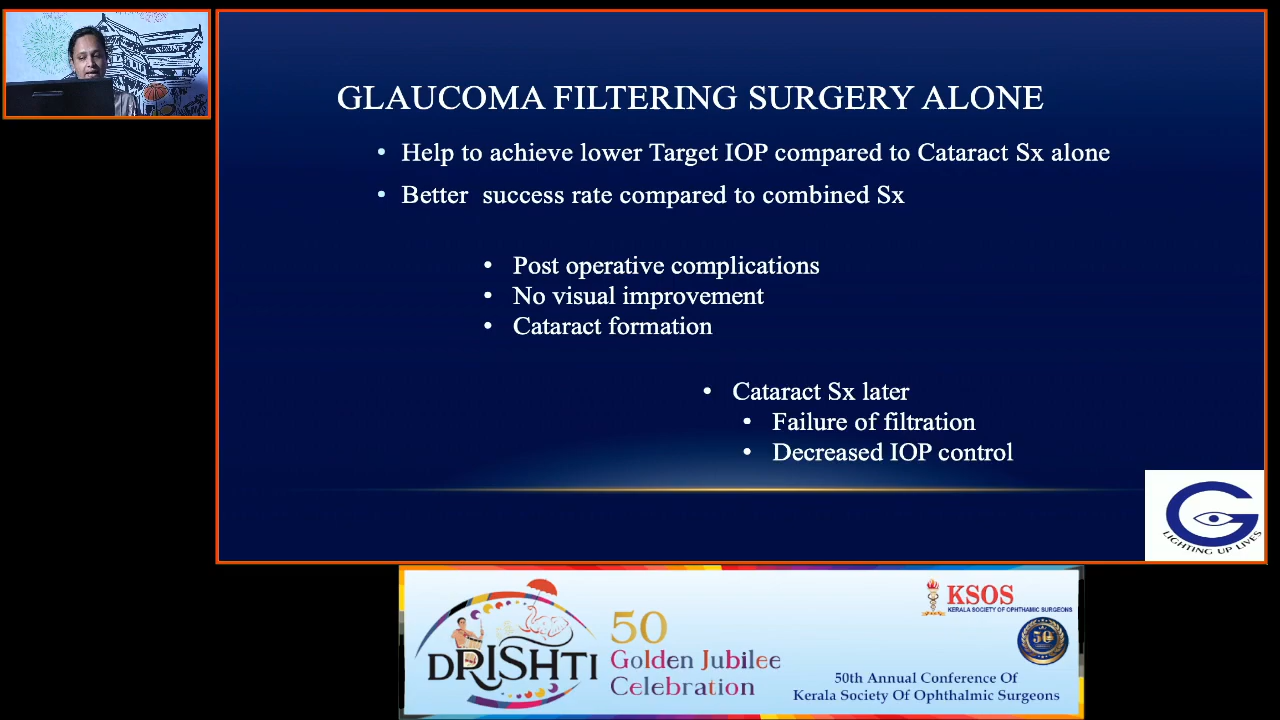 GLAUCOMA FILTERING SURGERY ALONE
• Help to achieve lower Target IOP compared to Cataract Sx alone
• Better success rate compared to combined Sx
• Post operative complications
• No visual improvement
• Cataract formation
• Cataract Sx later
• Failure of filtration
• Decreased IOP control
LIGHTING UP LIVES
DRISHTI
50
Golden Jubilee
Celebration
KSOS
KERALA SOCIETY OF OPHTHAMIC SURGEONS
50
50th Annual Conference Of
Kerala Society Of Ophthalmic Surgeons